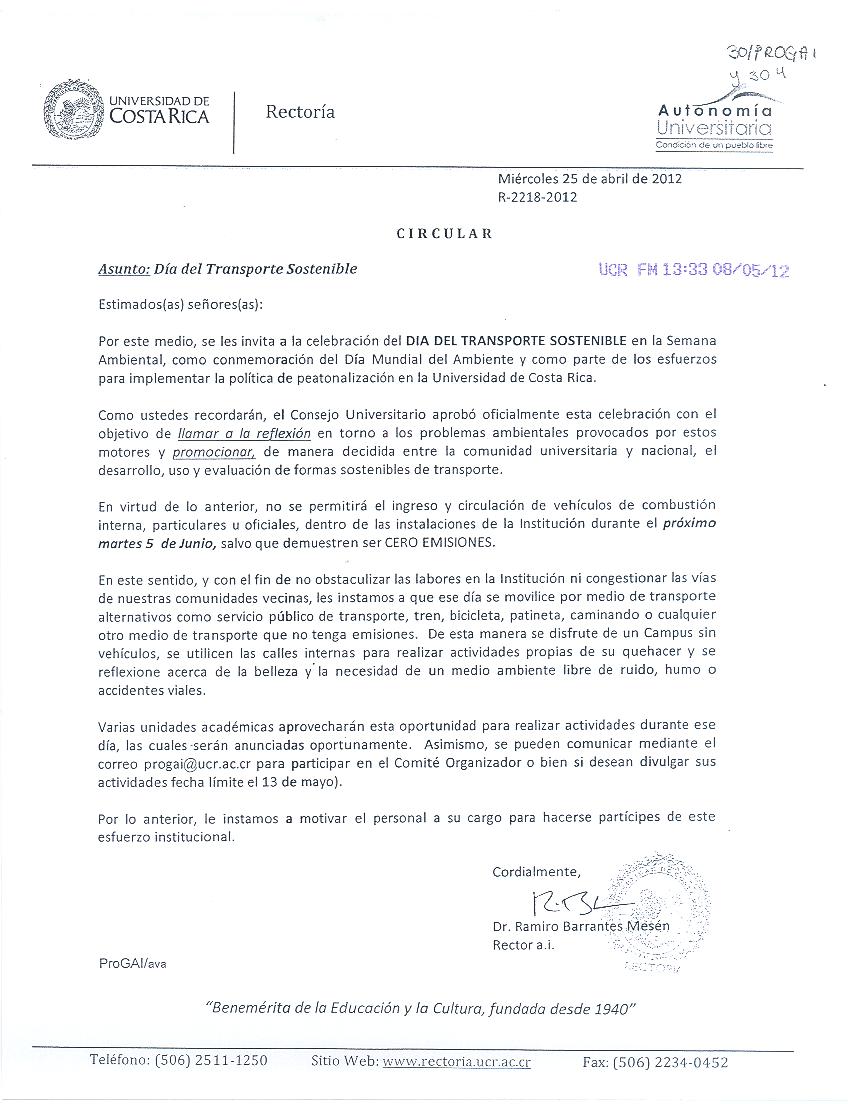 30/PROGAI
y 304
UNIVERSIDAD DE
COSTA RICA
Rectoría
Autonomía
Universitaria
Condición de un pueblo libre
Miércoles 25 de abril de 2012
R-2218-2012
CIRCULAR
Asunto: Día del Transporte Sostenible
UCR FM 13:33 08/05/12
Estimados(as) señores(as):
Por este medio, se les invita a la celebración del DIA DEL TRANSPORTE SOSTENIBLE en la Semana
Ambiental, como conmemoración del Día Mundial del Ambiente y como parte de los esfuerzos
para implementar la política de peatonalización en la Universidad de Costa Rica.
Como ustedes recordarán, el Consejo Universitario aprobó oficialmente esta celebración con el
objetivo de llamar a la reflexión en torno a los problemas ambientales provocados por estos
motores y promocionar, de manera decidida entre la comunidad universitaria y nacional, el
desarrollo, uso y evaluación de formas sostenibles de transporte.
En virtud de lo anterior, no se permitirá el ingreso y circulación de vehículos de combustión
interna, particulares u oficiales, dentro de las instalaciones de la Institución durante el próximo
martes 5 de Junio, salvo que demuestren ser CERO EMISIONES.
En este sentido, y con el fin de no obstaculizar las labores en la Institución ni congestionar las vías
de nuestras comunidades vecinas, les instamos a que ese día se movilice por medio de transporte
alternativos como servicio público de transporte, tren, bicicleta, patineta, caminando o cualquier
otro medio de transporte que no tenga emisiones. De esta manera se disfrute de un Campus sin
vehículos, se utilicen las calles internas para realizar actividades propias de su quehacer y se
reflexione acerca de la belleza y la necesidad de un medio ambiente libre de ruido, humo o
accidentes viales.
Varias unidades académicas aprovecharán esta oportunidad para realizar actividades durante ese
día, las cuales serán anunciadas oportunamente. Asimismo, se pueden comunicar mediante el
correo progai@ucr.ac.cr para participar en el Comité Organizador o bien si desean divulgar sus
actividades fecha límite el 13 de mayo).
Por lo anterior, le instamos a motivar el personal a su cargo para hacerse partícipes de este
esfuerzo institucional.
Cordialmente,
Dr. Ramiro Barrantes Mesén
Rector a.i.
RECTORIA
ProGAI/ava
"Benemérita de la Educación y la Cultura, fundada desde 1940"
Teléfono: (506) 2511-1250 Sitio Web: www.rectoria.ucr.ac.cr Fax: (506) 2234-0452